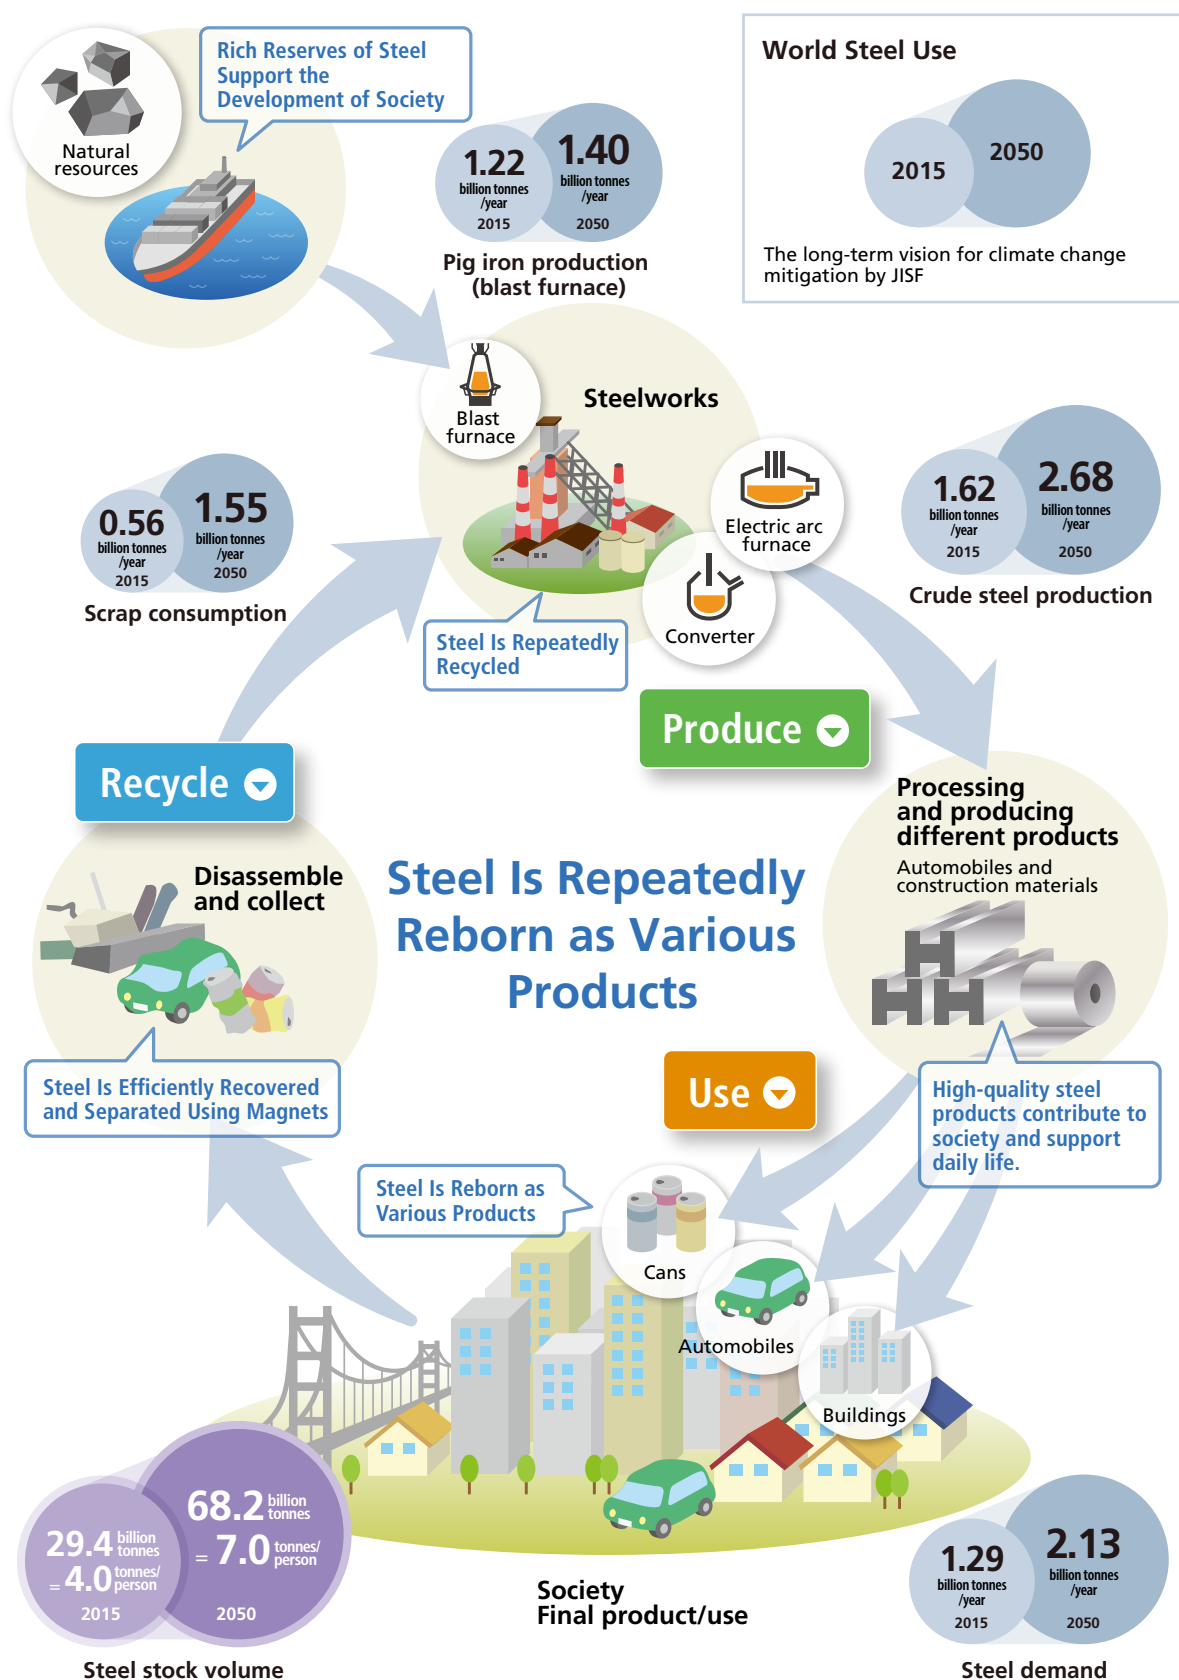 Rich Reserves of Steel
Support the
Development of Society
Natural
resources
World Steel Use
2015
2050
The long-term vision for climate change
mitigation by JISF
1.22
billion tonnes
/year
2015
1.40
billion tonnes
/year
2050
Pig iron production
(blast furnace)
Blast
furnace
Steelworks
Electric arc
furnace
Converter
0.56
billion tonnes
/year
2015
1.55
billion tonnes
/year
2050
Scrap consumption
1.62
billion tonnes
/year
2015
2.68
billion tonnes
/year
2050
Crude steel production
Steel Is Repeatedly
Recycled
Produce
Recycle
Processing
and producing
different products
Automobiles and
construction materials
Disassemble
and collect
Steel Is Repeatedly
Reborn as Various
Products
Steel Is Efficiently Recovered
and Separated Using Magnets
Use
High-quality steel
products contribute to
society and support
daily life.
Steel Is Reborn as
Various Products
Cans
Automobiles
Buildings
29.4 billion
tonnes
= 4.0 tonnes/
person
2015
68.2 billion
tonnes
= 7.0 tonnes/
person
2050
Steel stock volume
Society
Final product/use
1.29
billion tonnes
/year
2015
2.13
billion tonnes
/year
2050
Steel demand